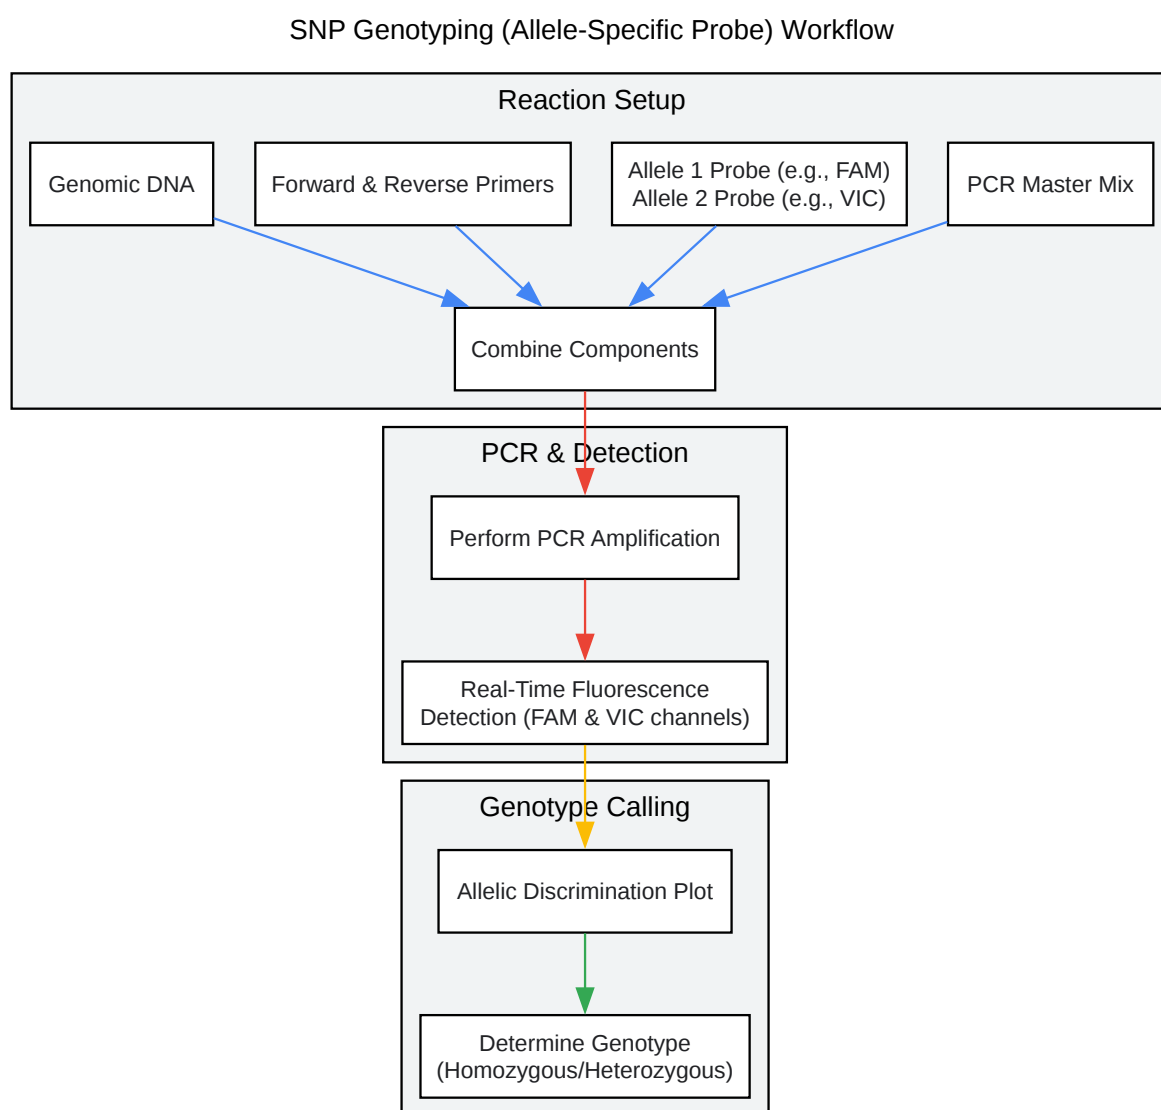 SNP Genotyping (Allele-Specific Probe) Workflow
Reaction Setup
Genomic DNA
Forward & Reverse Primers
Allele 1 Probe (e.g., FAM)
Allele 2 Probe (e.g., VIC)
PCR Master Mix
Combine Components
PCR & Detection
Perform PCR Amplification
Real-Time Fluorescence
Detection (FAM & VIC channels)
Genotype Calling
Allelic Discrimination Plot
Determine Genotype
(Homozygous/Heterozygous)